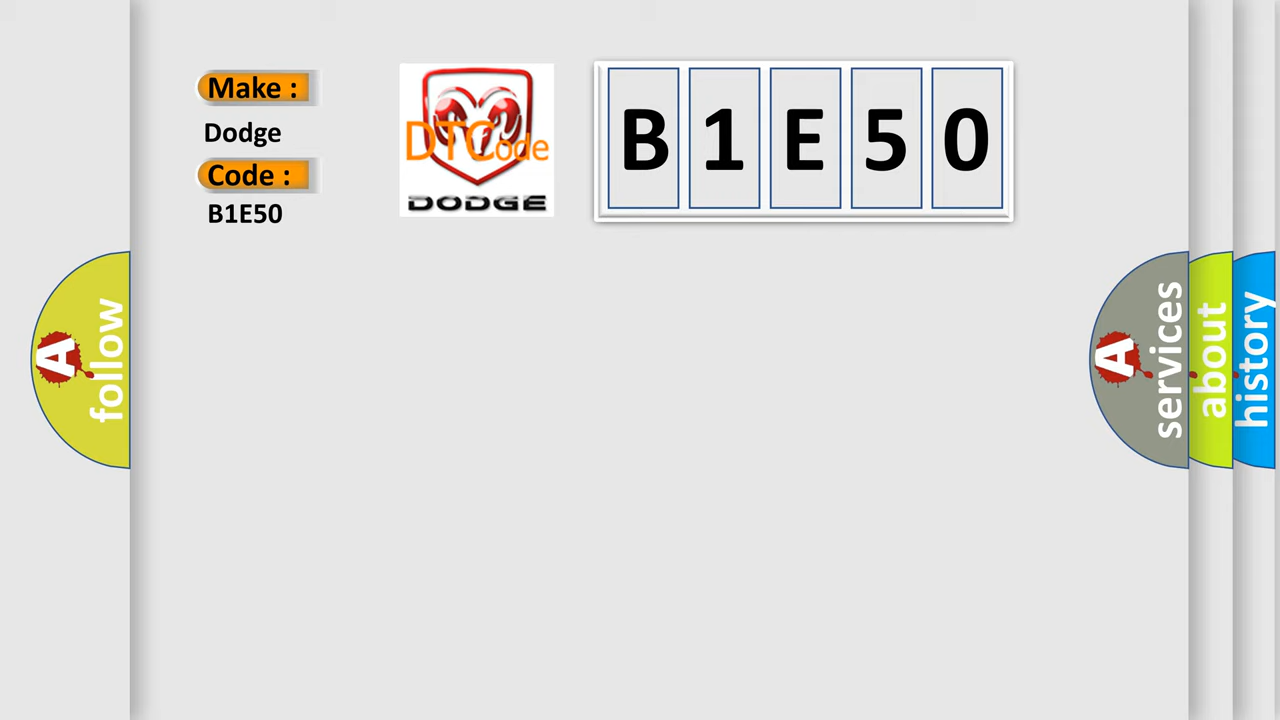 Make :
Dodge
Code :
B1E50
DTCode
DODGE
B 1 E 5 0
A follow
A services
about
history